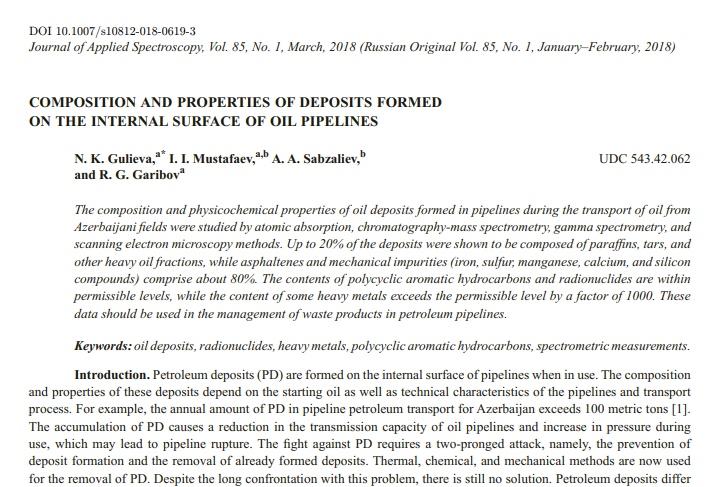 DOI 10.1007/s10812-018-0619-3
Journal of Applied Spectroscopy, Vol. 85, No. 1, March, 2018 (Russian Original Vol. 85, No. 1, January–February, 2018)
COMPOSITION AND PROPERTIES OF DEPOSITS FORMED
ON THE INTERNAL SURFACE OF OIL PIPELINES
N. K. Gulieva,a* I. I. Mustafaev,a,b A. A. Sabzaliev,b UDC 543.42.062
and R. G. Garibova
The composition and physicochemical properties of oil deposits formed in pipelines during the transport of oil from
Azerbaijani fields were studied by atomic absorption, chromatography-mass spectrometry, gamma spectrometry, and
scanning electron microscopy methods. Up to 20% of the deposits were shown to be composed of paraffins, tars, and
other heavy oil fractions, while asphaltenes and mechanical impurities (iron, sulfur, manganese, calcium, and silicon
compounds) comprise about 80%. The contents of polycyclic aromatic hydrocarbons and radionuclides are within
permissible levels, while the content of some heavy metals exceeds the permissible level by a factor of 1000. These
data should be used in the management of waste products in petroleum pipelines.
Keywords: oil deposits, radionuclides, heavy metals, polycyclic aromatic hydrocarbons, spectrometric measurements.
Introduction. Petroleum deposits (PD) are formed on the internal surface of pipelines when in use. The composition
and properties of these deposits depend on the starting oil as well as technical characteristics of the pipelines and transport
process. For example, the annual amount of PD in pipeline petroleum transport for Azerbaijan exceeds 100 metric tons [1].
The accumulation of PD causes a reduction in the transmission capacity of oil pipelines and increase in pressure during
use, which may lead to pipeline rupture. The fight against PD requires a two-pronged attack, namely, the prevention of
deposit formation and the removal of already formed deposits. Thermal, chemical, and mechanical methods are now used
for the removal of PD. Despite the long confrontation with this problem, there is still no solution. Petroleum deposits differ